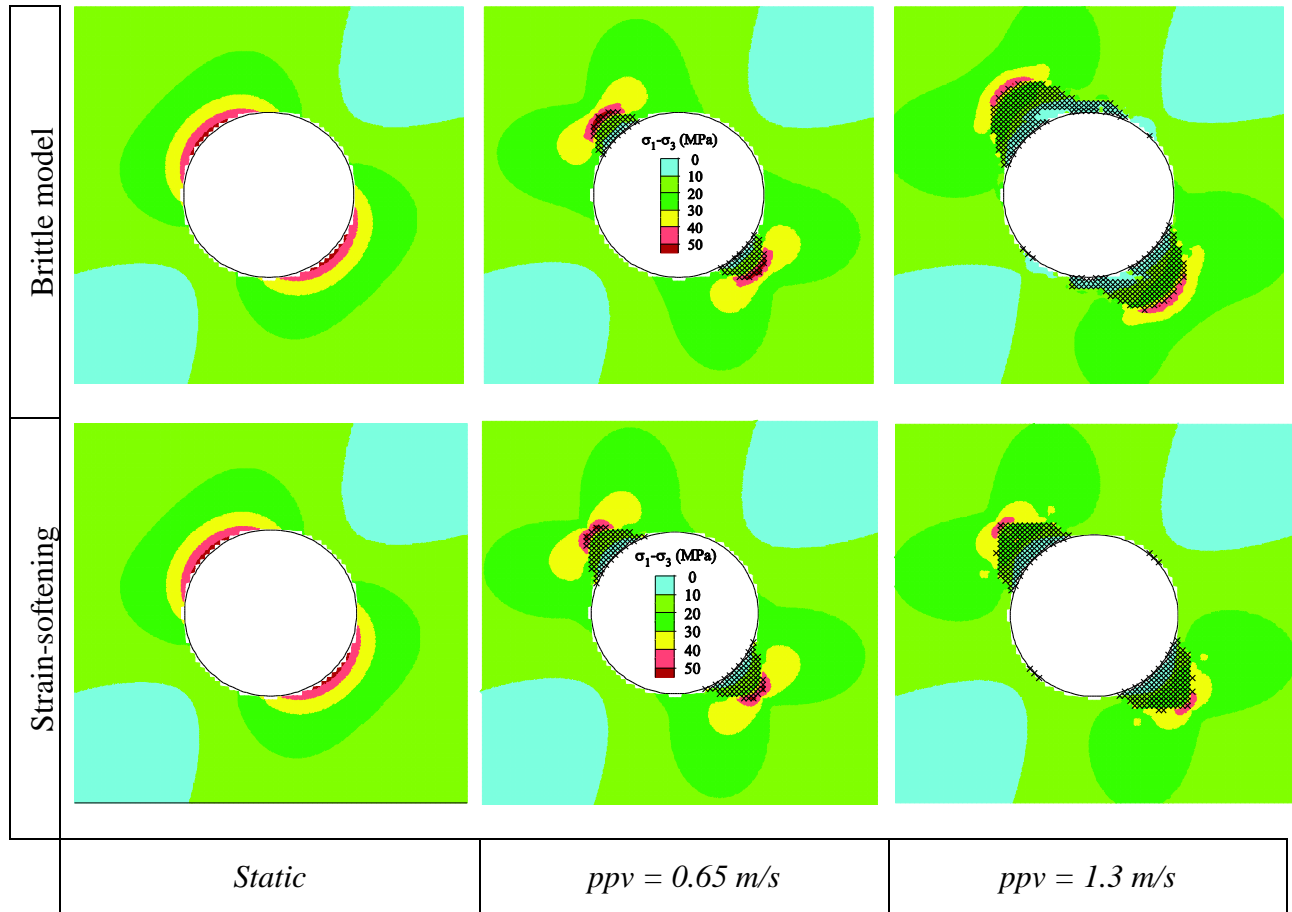 Brittle model
σ1-σ3 (MPa)
0
10
20
30
40
50
Strain-softening
σ1-σ3 (MPa)
0
10
20
30
40
50
Static
ppv = 0.65 m/s
ppv = 1.3 m/s